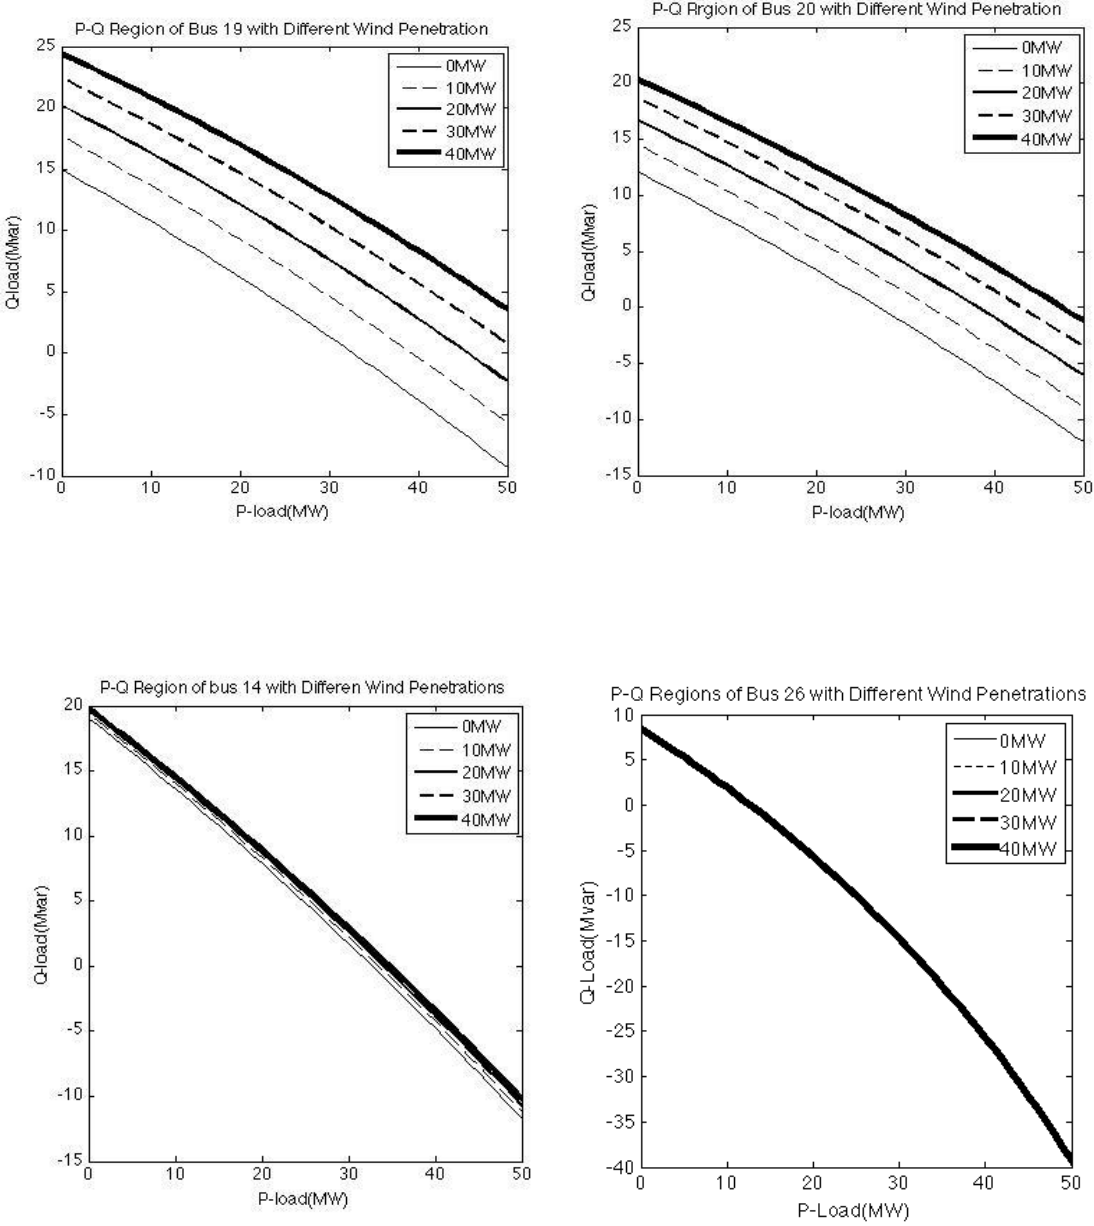 P-Q Region of Bus 19 with Different Wind Penetration
25
20
15
10
5
0
-5
-10
0 10 20 30 40 50
Q-load(Mvar)
P-load(MW)
0MW
10MW
20MW
30MW
40MW
P-Q Rrgion of Bus 20 with Different Wind Penetration
25
20
15
10
5
0
-5
-10
-15
0 10 20 30 40 50
Q-load(Mvar)
P-load(MW)
0MW
10MW
20MW
30MW
40MW
P-Q Region of bus 14 with Differen Wind Penetrations
20
15
10
5
0
-5
-10
-15
0 10 20 30 40 50
Q-load(Mvar)
P-load(MW)
0MW
10MW
20MW
30MW
40MW
P-Q Regions of Bus 26 with Different Wind Penetrations
10
5
0
-5
-10
-15
-20
-25
-30
-35
-40
0 10 20 30 40 50
Q-Load(Mvar)
P-Load(MW)
0MW
10MW
20MW
30MW
40MW